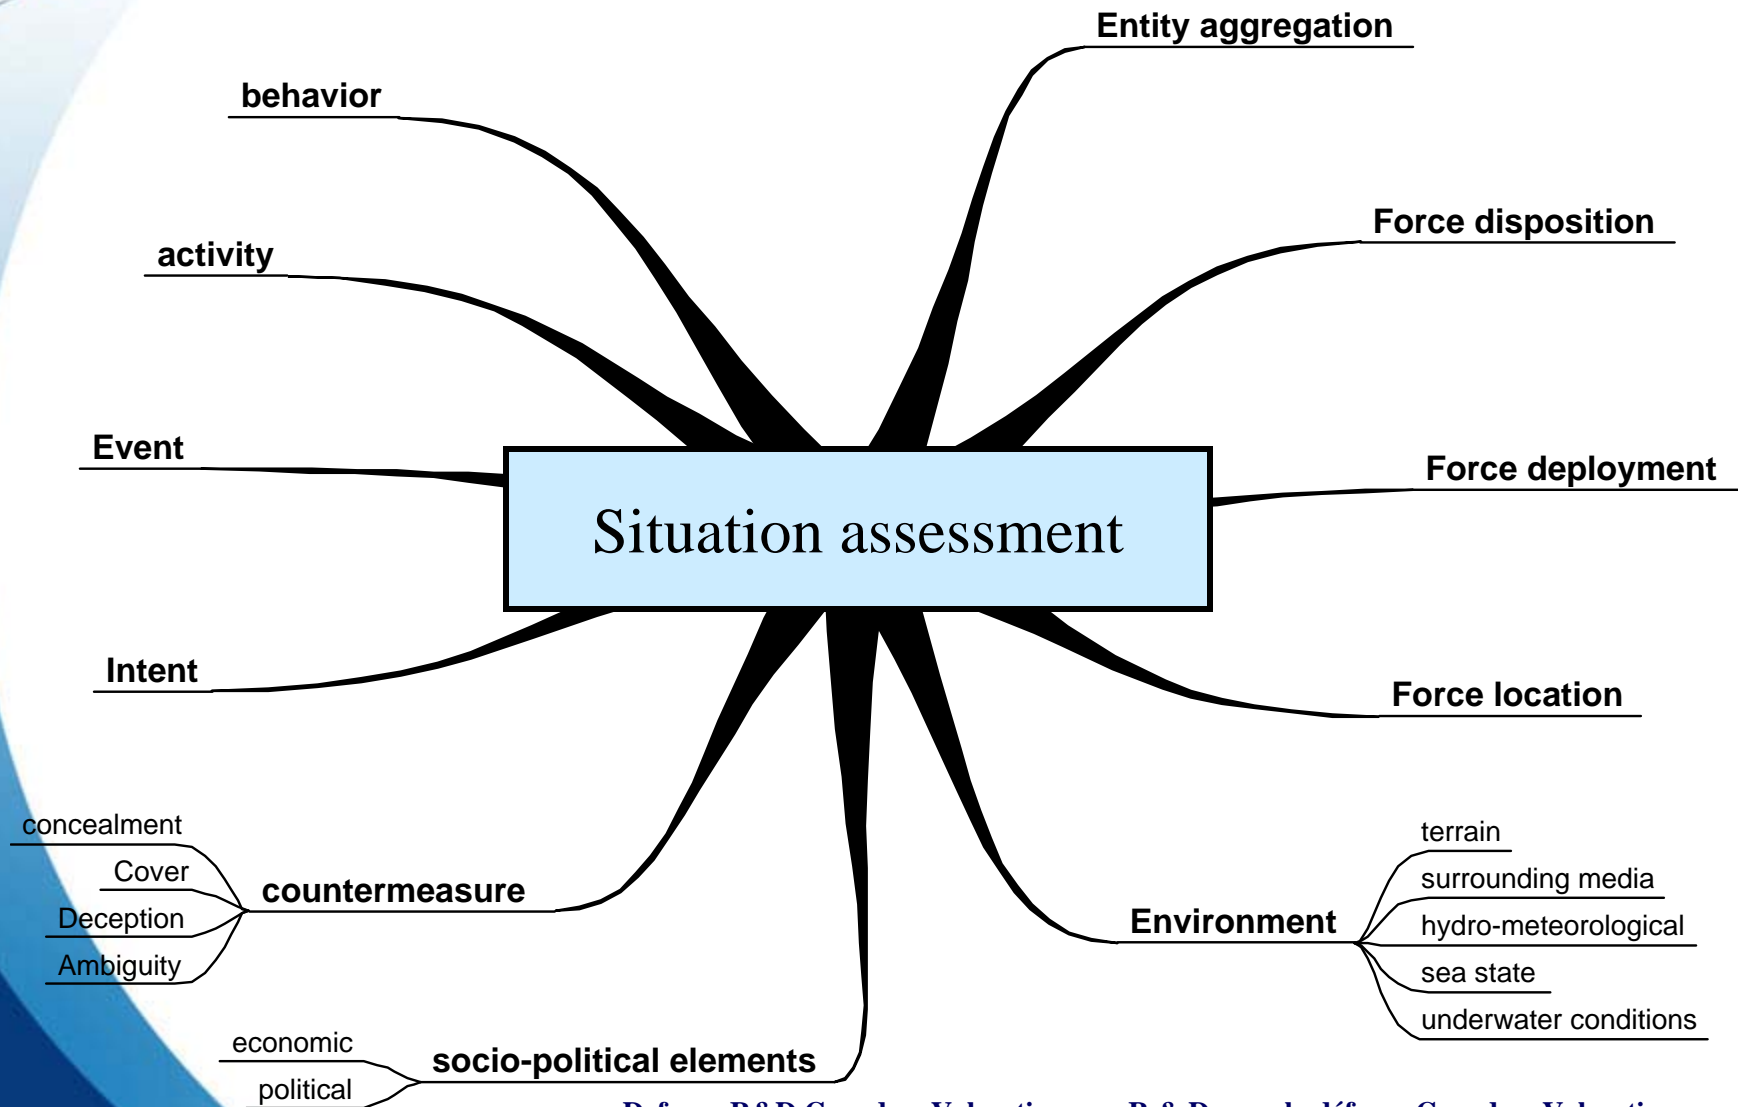 Entity aggregation
behavior
Force disposition
activity
Event
Force deployment
Situation assessment
Intent
Force location
concealment
Cover
Deception
Ambiguity
countermeasure
Environment
terrain
surrounding media
hydro-meteorological
sea state
underwater conditions
economic
political
socio-political elements